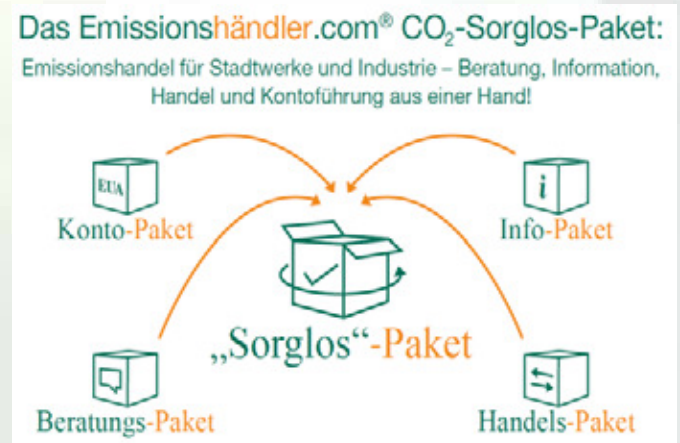 Das Emissionshändler.com® CO₂-Sorglos-Paket:
Emissionshandel für Stadtwerke und Industrie – Beratung, Information,
Handel und Kontoführung aus einer Hand!
EUA
Konto-Paket
i
Info-Paket
„Sorglos“-Paket
Beratungs-Paket
Handels-Paket